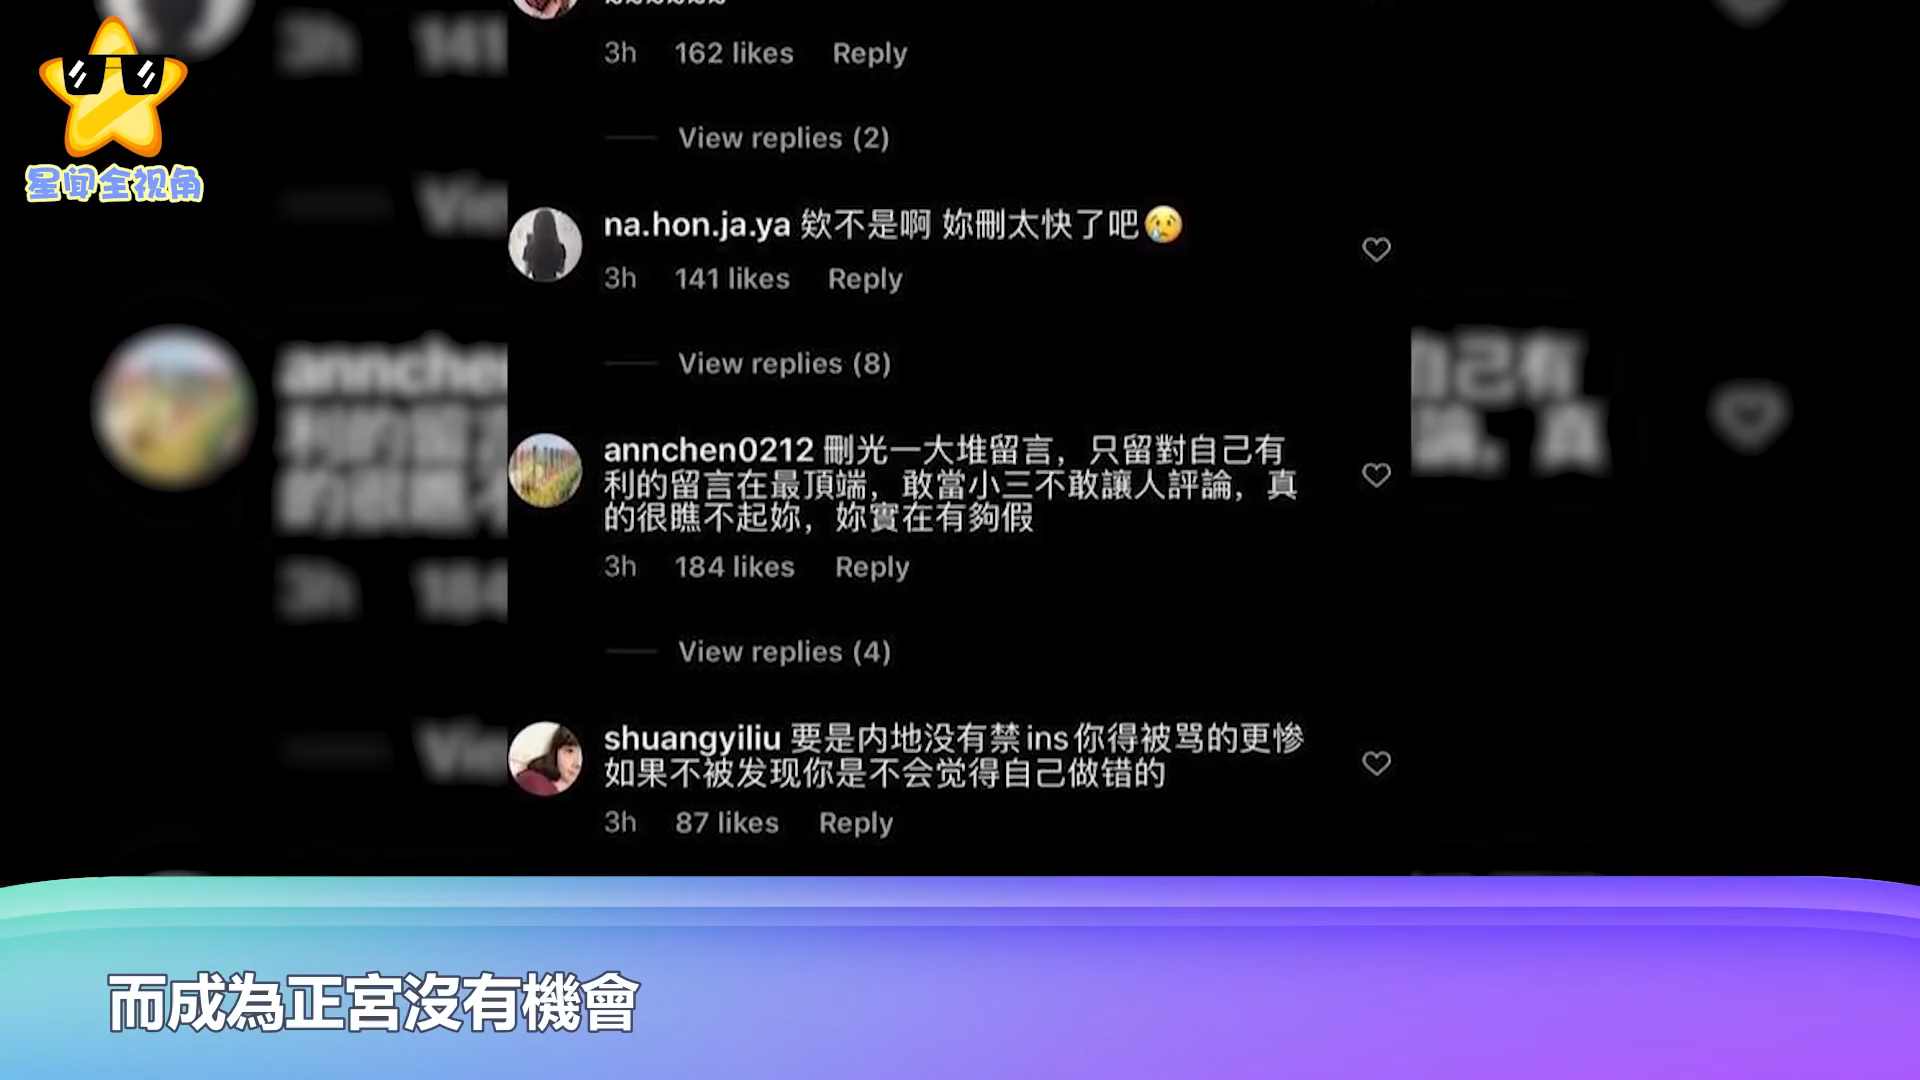 星闻全视角
3h 162 likes Reply
View replies (2)
na.hon.ja.ya 欸不是啊 妳刪太快了吧😢
3h 141 likes Reply
View replies (8)
annchen0212 刪光一大堆留言，只留對自己有
利的留言在最頂端，敢當小三不敢讓人評論，真
的很瞧不起妳，妳實在有夠假
3h 184 likes Reply
View replies (4)
shuangyiliu 要是内地没有禁ins你得被骂的更惨
如果不被发现你是不会觉得自己做错的
3h 87 likes Reply
而成為正宮沒有機會